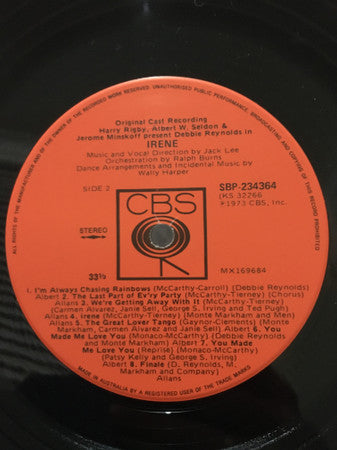 ALL RIGHTS OF THE MANUFACTURER AND OF THE OWNER OF THE RECORDED WORK RESERVED. UNAUTHORISED PUBLIC PERFORMANCE, BROADCASTING AND COPYING OF THIS RECORD PROHIBITED
Original Cast Recording
Harry Rigby, Albert W. Seldon &
Jerome Minskoff present Debbie Reynolds in
IRENE
Music and Vocal Direction by Jack Lee
Orchestration by Ralph Burns
Dance Arrangements and Incidental Music by
Wally Harper
SIDE 2
SBP-234364
(KS 32266
℗1973 CBS, Inc.
CBS
STEREO
33⅓
MX169684
1. I'm Always Chasing Rainbows (McCarthy-Carroll) (Debbie Reynolds)
Albert 2. The Last Part of Ev'ry Party (McCarthy-Tierney) (Chorus)
Allans 3. We're Getting Away With It (McCarthy-Tierney)
(Carmen Alvarez, Janie Sell, George S. Irving and Ted Pugh)
Allans 4. Irene (McCarthy-Tierney) (Monte Markham and Men)
Allans 5. The Great Lover Tango (Gaynor-Clements) (Monte
Markham, Carmen Alvarez and Janie Sell) Albert 6. You
Made Me Love You (Monaco-McCarthy) (Debbie Reynolds
and Monte Markham) Albert 7. You Made
Me Love You (Reprise) (Monaco-McCarthy)
(Patsy Kelly and George S. Irving)
Albert 8. Finale (D. Reynolds, M.
Markham and Company)
Allans
MADE IN AUSTRALIA BY A REGISTERED USER OF THE TRADE MARKS